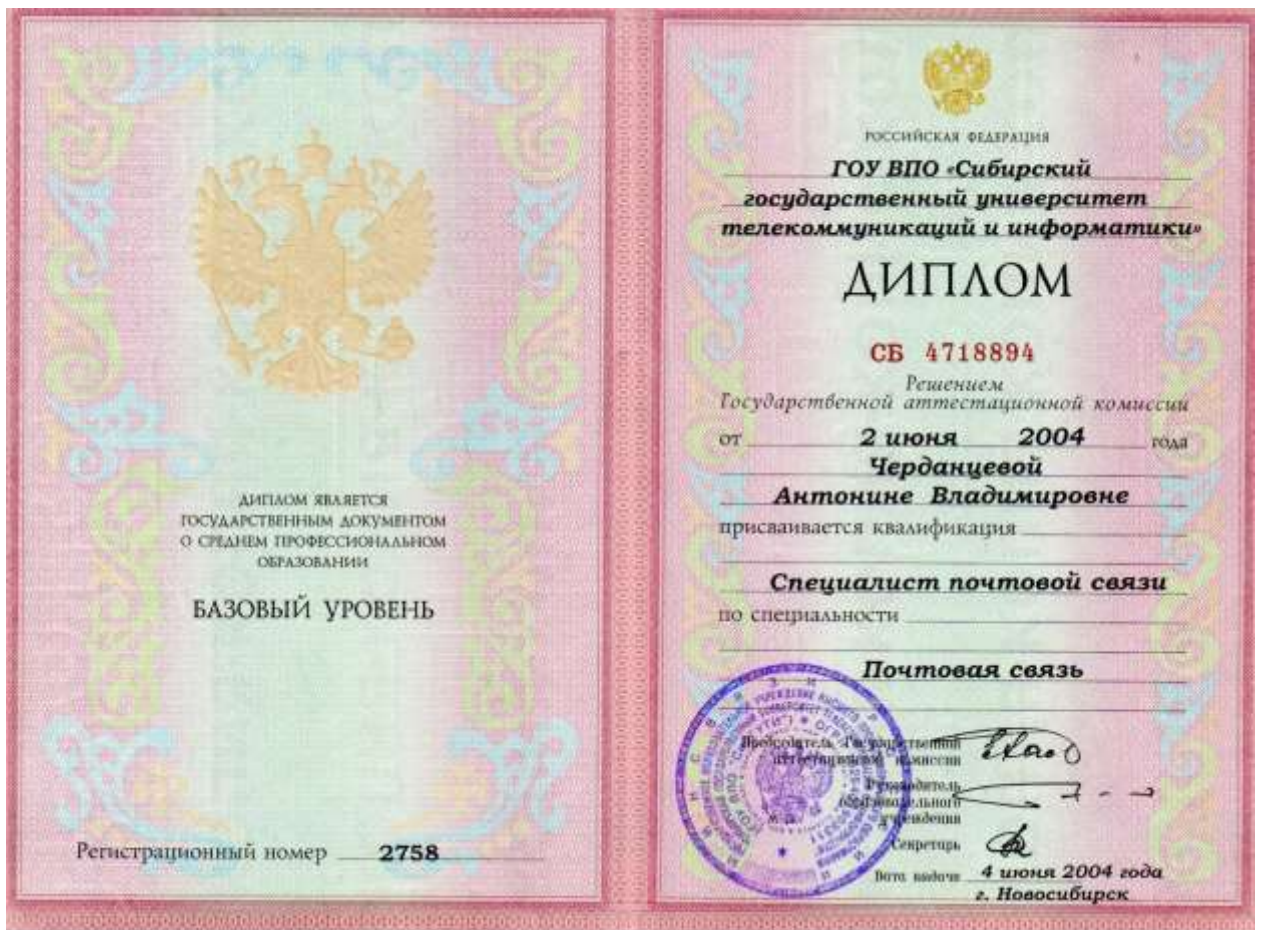 ДИПЛОМ ЯВЛЯЕТСЯ
ГОСУДАРСТВЕННЫМ ДОКУМЕНТОМ
О СРЕДНЕМ ПРОФЕССИОНАЛЬНОМ
ОБРАЗОВАНИИ
БАЗОВЫЙ УРОВЕНЬ
Регистрационный номер 2758
РОССИЙСКАЯ ФЕДЕРАЦИЯ
ГОУ ВПО «Сибирский
государственный университет
телекоммуникаций и информатики»
ДИПЛОМ
СБ 4718894
Решением
Государственной аттестационной комиссии
от 2 июня 2004 года
Черданцевой
Антонине Владимировне
присваивается квалификация
Специалист почтовой связи
по специальности
Почтовая связь
Председатель Государственной
аттестационной комиссии
Руководитель
образовательного
учреждения
Секретарь
Дата выдачи 4 июня 2004 года
г. Новосибирск